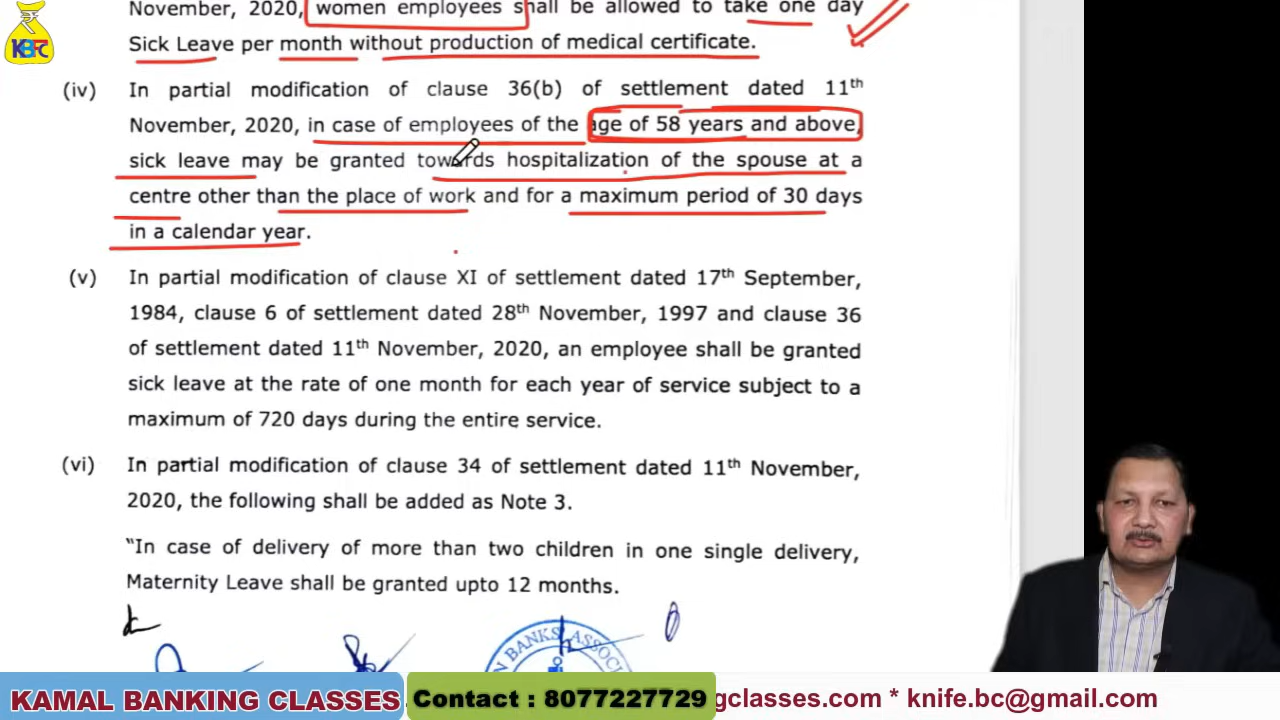 November, 2020, women employees shall be allowed to take one day
KBFC
Sick Leave per month without production of medical certificate.
(iv) In partial modification of clause 36(b) of settlement dated 11th
November, 2020, in case of employees of the age of 58 years and above,
sick leave may be granted towards hospitalization of the spouse at a
centre other than the place of work and for a maximum period of 30 days
in a calendar year.
(v) In partial modification of clause XI of settlement dated 17th September,
1984, clause 6 of settlement dated 28th November, 1997 and clause 36
of settlement dated 11th November, 2020, an employee shall be granted
sick leave at the rate of one month for each year of service subject to a
maximum of 720 days during the entire service.
(vi) In partial modification of clause 34 of settlement dated 11th November,
2020, the following shall be added as Note 3.
“In case of delivery of more than two children in one single delivery,
Maternity Leave shall be granted upto 12 months.
N BANKS' ASSOC
KAMAL BANKING CLASSES Contact : 8077227729 gclasses.com * knife.bc@gmail.com